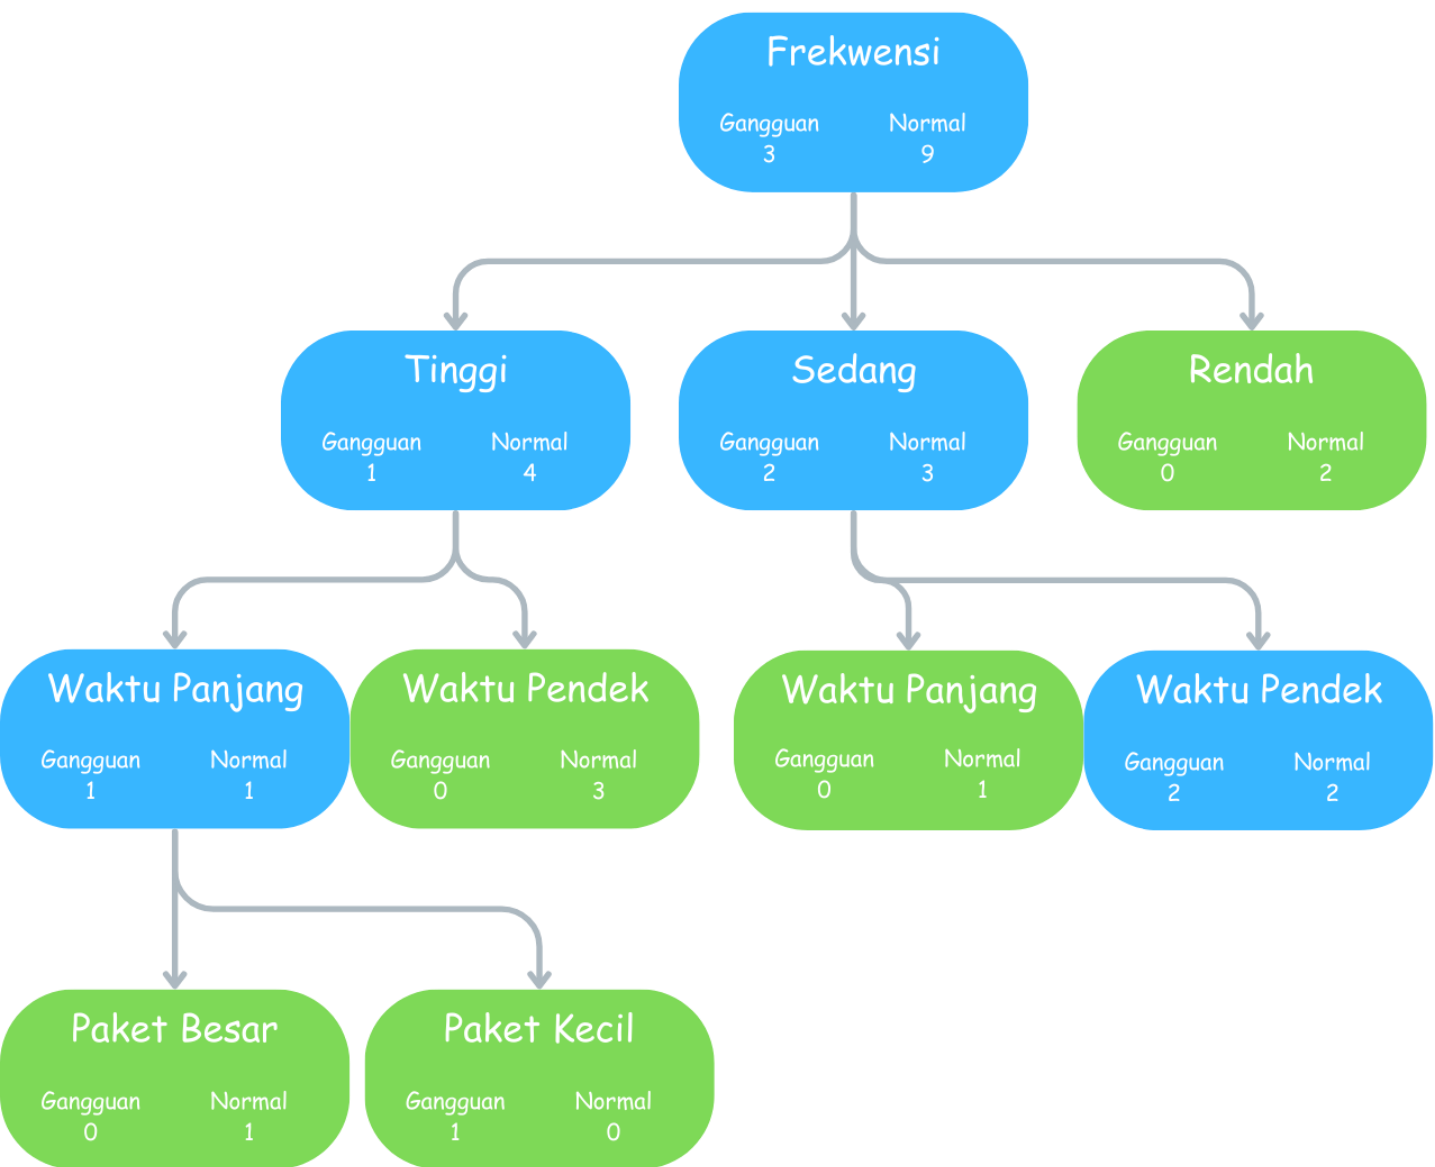 Frekwensi
Gangguan Normal
3 9
Tinggi
Gangguan Normal
1 4
Sedang
Gangguan Normal
2 3
Rendah
Gangguan Normal
0 2
Waktu Panjang
Gangguan Normal
1 1
Waktu Pendek
Gangguan Normal
0 3
Waktu Panjang
Gangguan Normal
0 1
Waktu Pendek
Gangguan Normal
2 2
Paket Besar
Gangguan Normal
0 1
Paket Kecil
Gangguan Normal
1 0